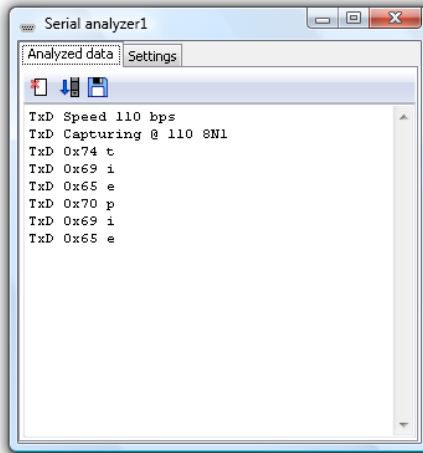 Serial analyzer1
Analyzed data Settings
TxD Speed 110 bps
TxD Capturing @ 110 8N1
TxD 0x74 t
TxD 0x69 i
TxD 0x65 e
TxD 0x70 p
TxD 0x69 i
TxD 0x65 e